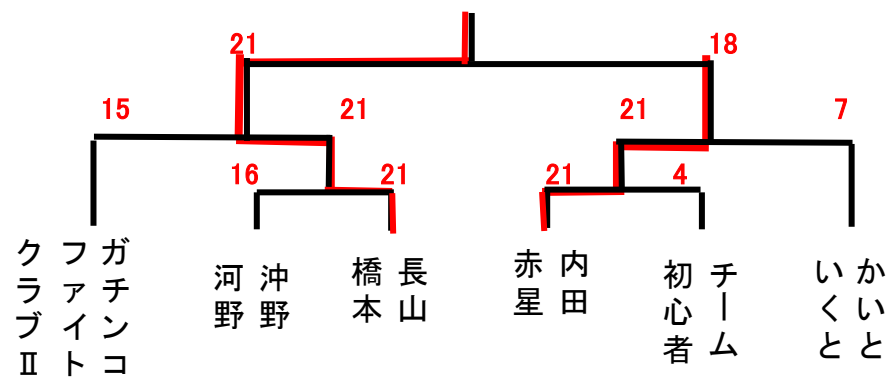 21
18
15
21
21
7
16
21
21
4
ガチンコ
ファイト
クラブⅡ
沖野
河野
長山
橋本
内田
赤星
チーム
初心者
かいと
いくと